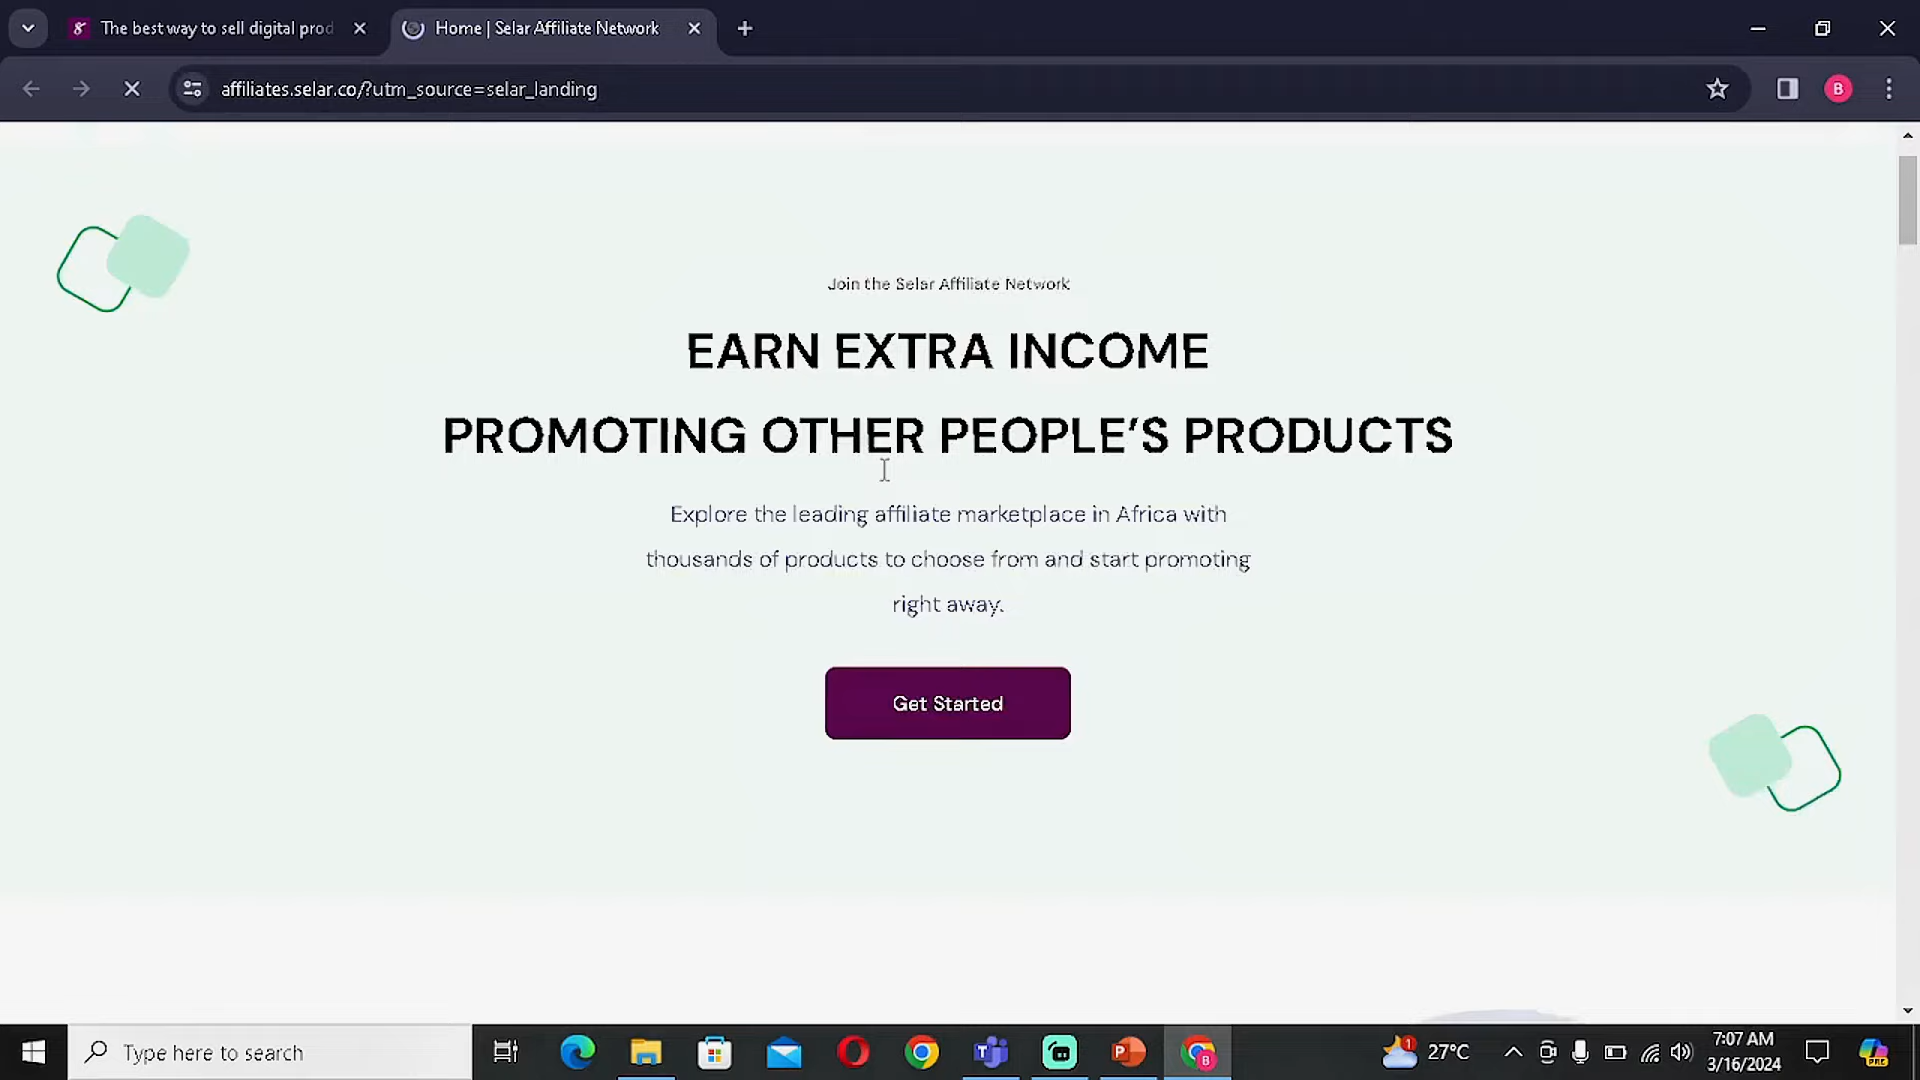 The best way to sell digital prod
Home | Selar Affiliate Network
affiliates.selar.co/?utm_source=selar_landing
B
Join the Selar Affiliate Network
EARN EXTRA INCOME
PROMOTING OTHER PEOPLE’S PRODUCTS
Explore the leading affiliate marketplace in Africa with
thousands of products to choose from and start promoting
right away.
Get Started
Type here to search
1
27°C
7:07 AM
3/16/2024